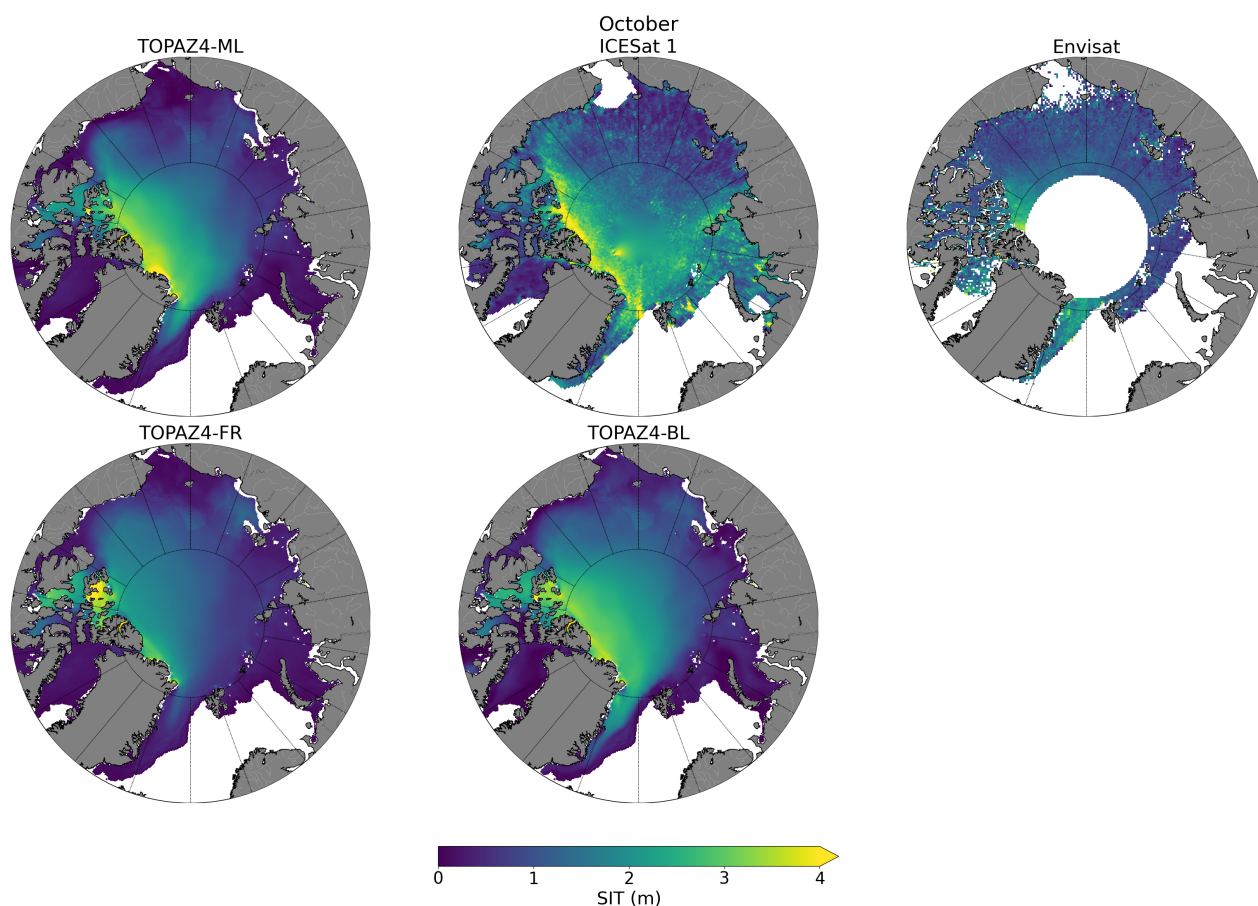 October
TOPAZ4-ML
ICESat 1
Envisat
TOPAZ4-FR
TOPAZ4-BL
0 1 2 3 4
SIT (m)